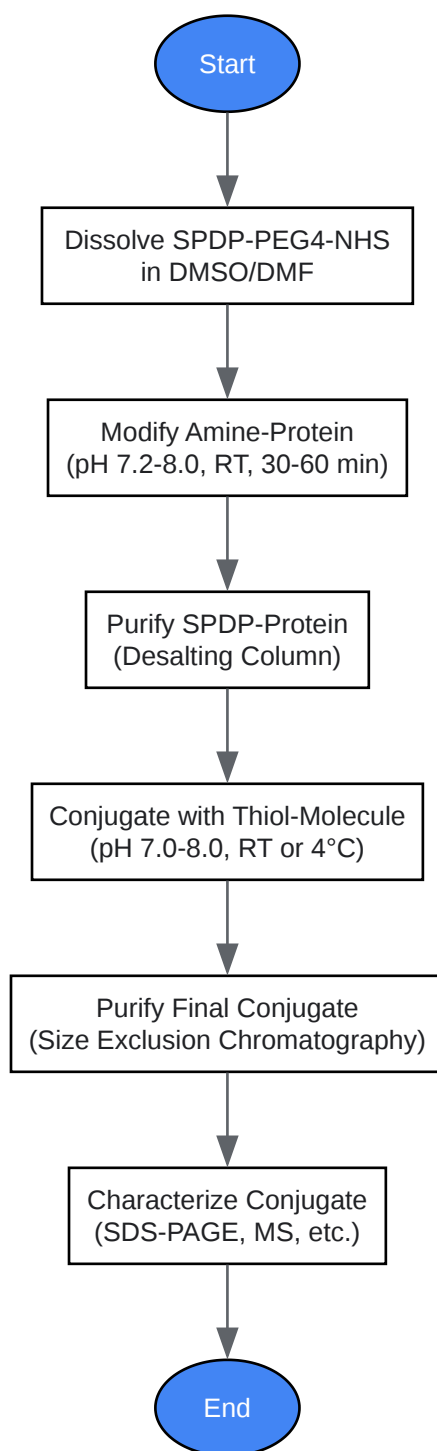 Start
Dissolve SPDP-PEG4-NHS
in DMSO/DMF
Modify Amine-Protein
(pH 7.2-8.0, RT, 30-60 min)
Purify SPDP-Protein
(Desalting Column)
Conjugate with Thiol-Molecule
(pH 7.0-8.0, RT or 4°C)
Purify Final Conjugate
(Size Exclusion Chromatography)
Characterize Conjugate
(SDS-PAGE, MS, etc.)
End